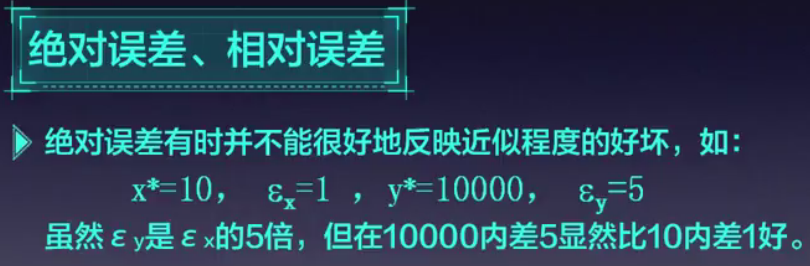 绝对误差、相对误差
绝对误差有时并不能很好地反映近似程度的好坏，如：
x*=10， εx=1 ，y*=10000， εy=5
虽然εy是εx的5倍，但在10000内差5显然比10内差1好。